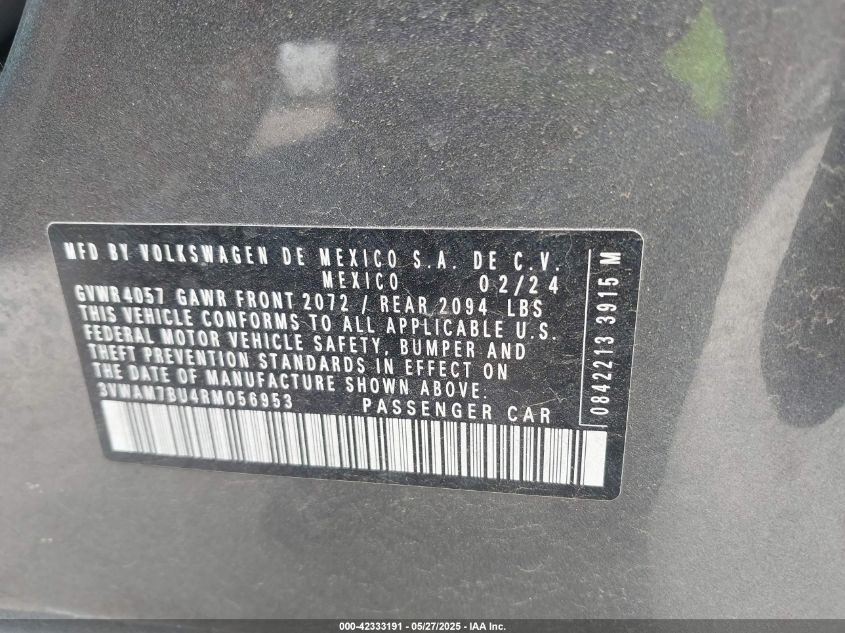 MFD BY VOLKSWAGEN DE MEXICO S.A. DE C.V.
MEXICO 02/24
GVWR4057 GAWR FRONT 2072 / REAR 2094 LBS
THIS VEHICLE CONFORMS TO ALL APPLICABLE U.S.
FEDERAL MOTOR VEHICLE SAFETY, BUMPER AND
THEFT PREVENTION STANDARDS IN EFFECT ON
THE DATE OF MANUFACTURE SHOWN ABOVE.
3VWAM7BU4RM056953 PASSENGER CAR
0842213 3915 M
000-42333191 - 05/27/2025 - IAA Inc.